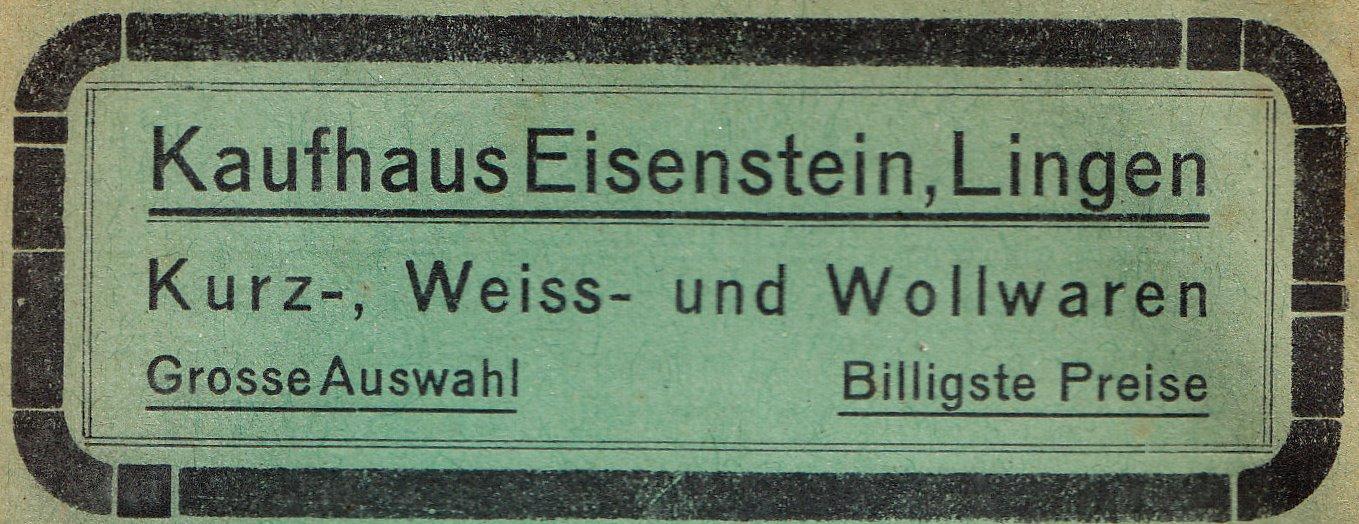 Kaufhaus Eisenstein, Lingen
Kurz-, Weiss- und Wollwaren
Grosse Auswahl Billigste Preise